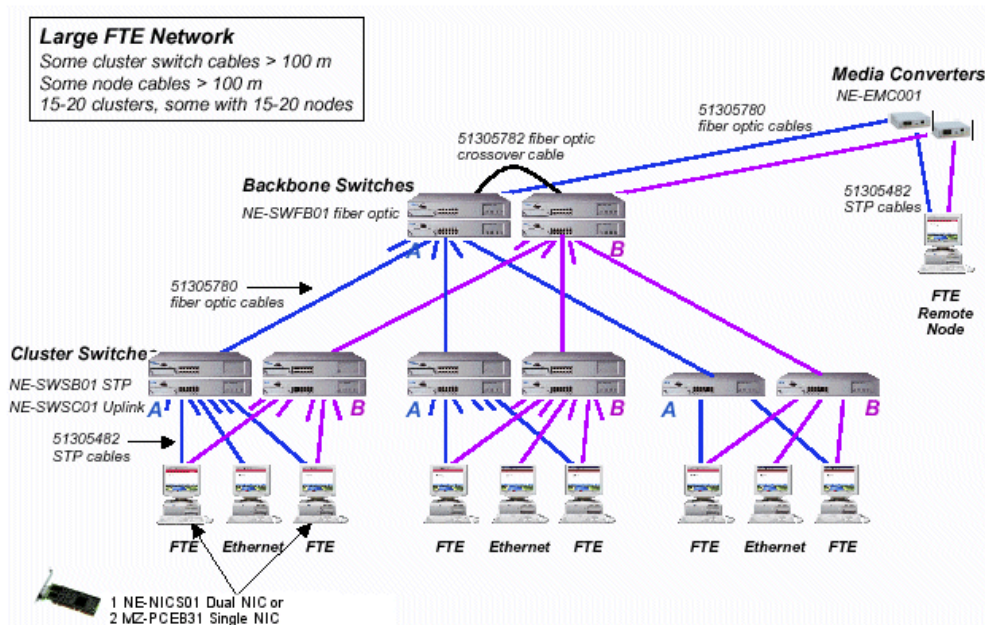 Large FTE Network
Some cluster switch cables > 100 m
Some node cables > 100 m
15-20 clusters, some with 15-20 nodes
Media Converters
NE-EMC001
51305780
fiber optic cables
51305782 fiber optic
crossover cable
Backbone Switches
NE-SWFB01 fiber optic
51305482
STP cables
A
B
FTE
Remote
Node
51305780
fiber optic cables
Cluster Switches
NE-SWSB01 STP
NE-SWSC01 Uplink
A
B
A
B
A
B
51305482
STP cables
FTE Ethernet FTE
FTE Ethernet FTE
FTE Ethernet FTE
1 NE-NICS01 Dual NIC or
2 MZ-PCEB31 Single NIC